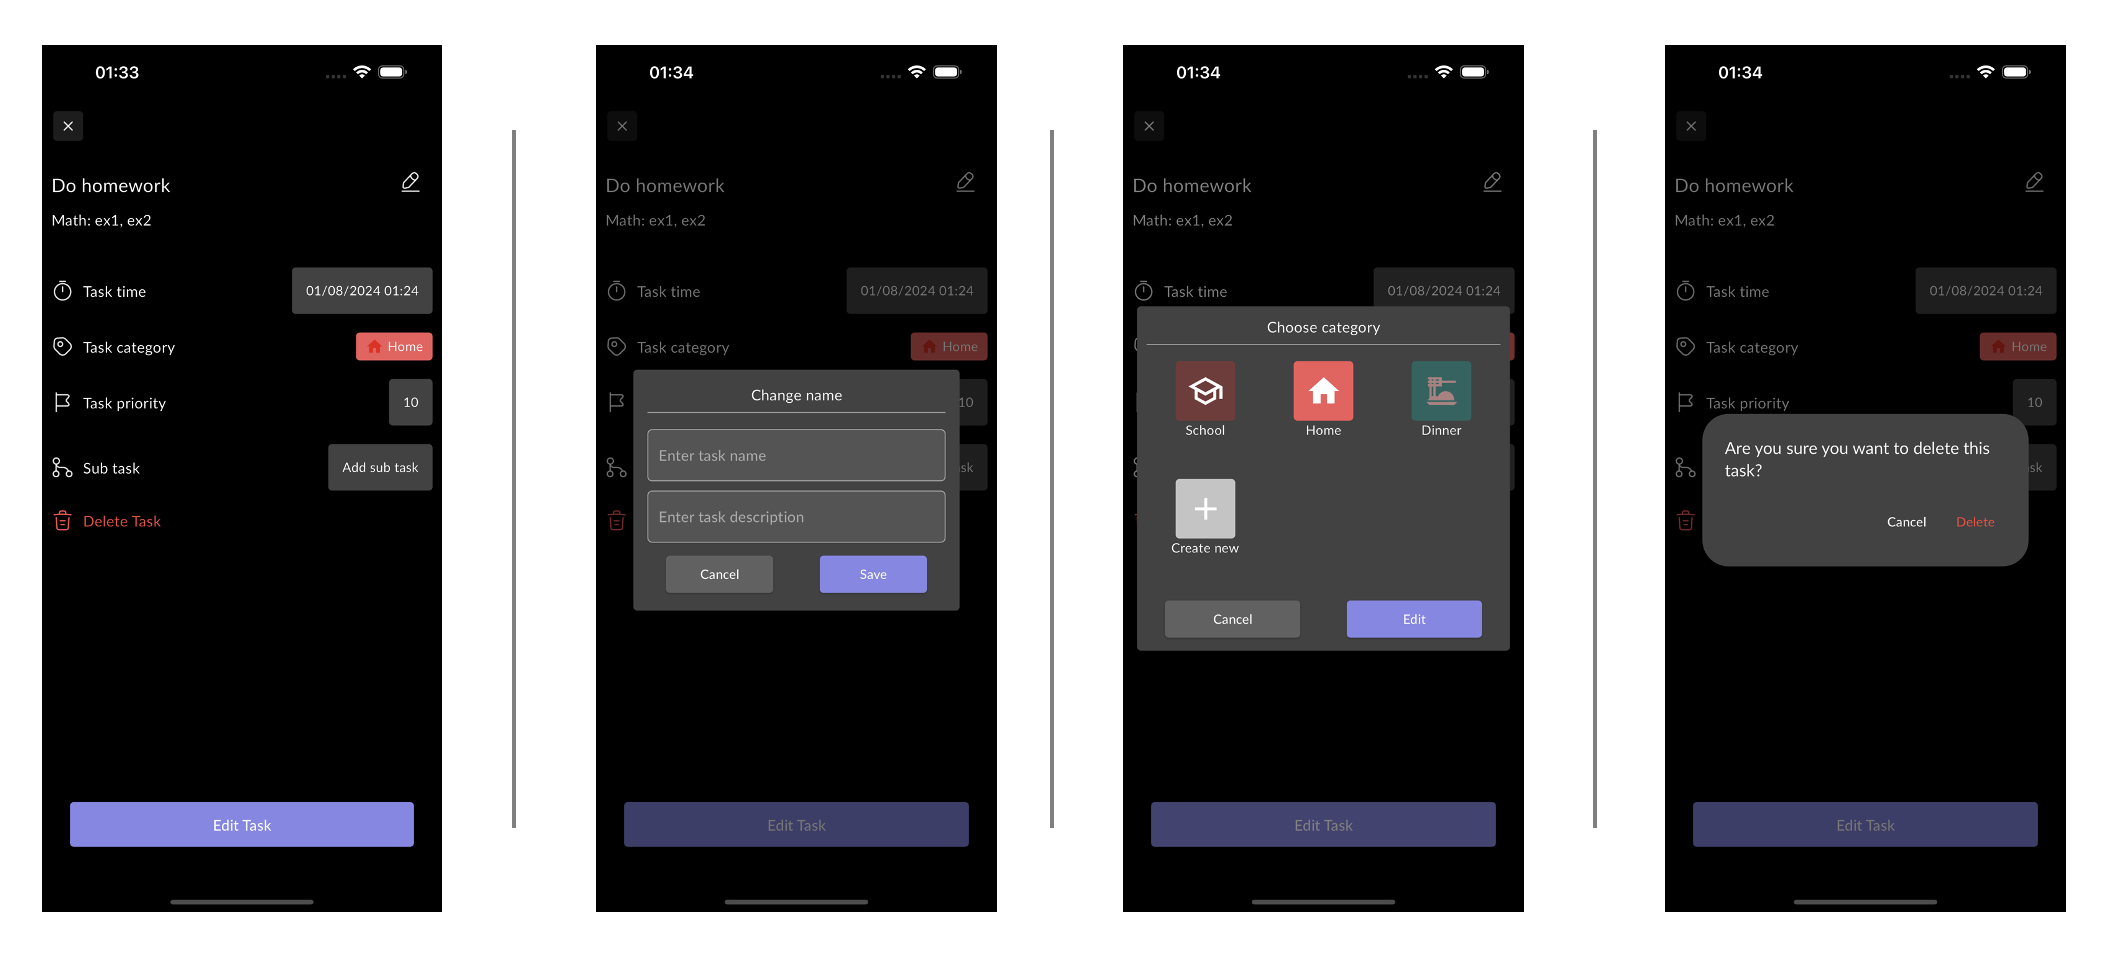 01:33
Do homework
Math: ex1, ex2
Task time 01/08/2024 01:24
Task category Home
Task priority 10
Sub task Add sub task
Delete Task
Edit Task
01:34
Do homework
Math: ex1, ex2
Task time 01/08/2024 01:24
Task category Home
10
sk
Change name
Enter task name
Enter task description
Cancel Save
Edit Task
01:34
Do homework
Math: ex1, ex2
Task time 01/08/2024 01:24
Choose category
School Home Dinner
Create new
Cancel Edit
Edit Task
01:34
Do homework
Math: ex1, ex2
Task time 01/08/2024 01:24
Task category Home
Task priority 10
sk
Are you sure you want to delete this
task?
Cancel Delete
Edit Task